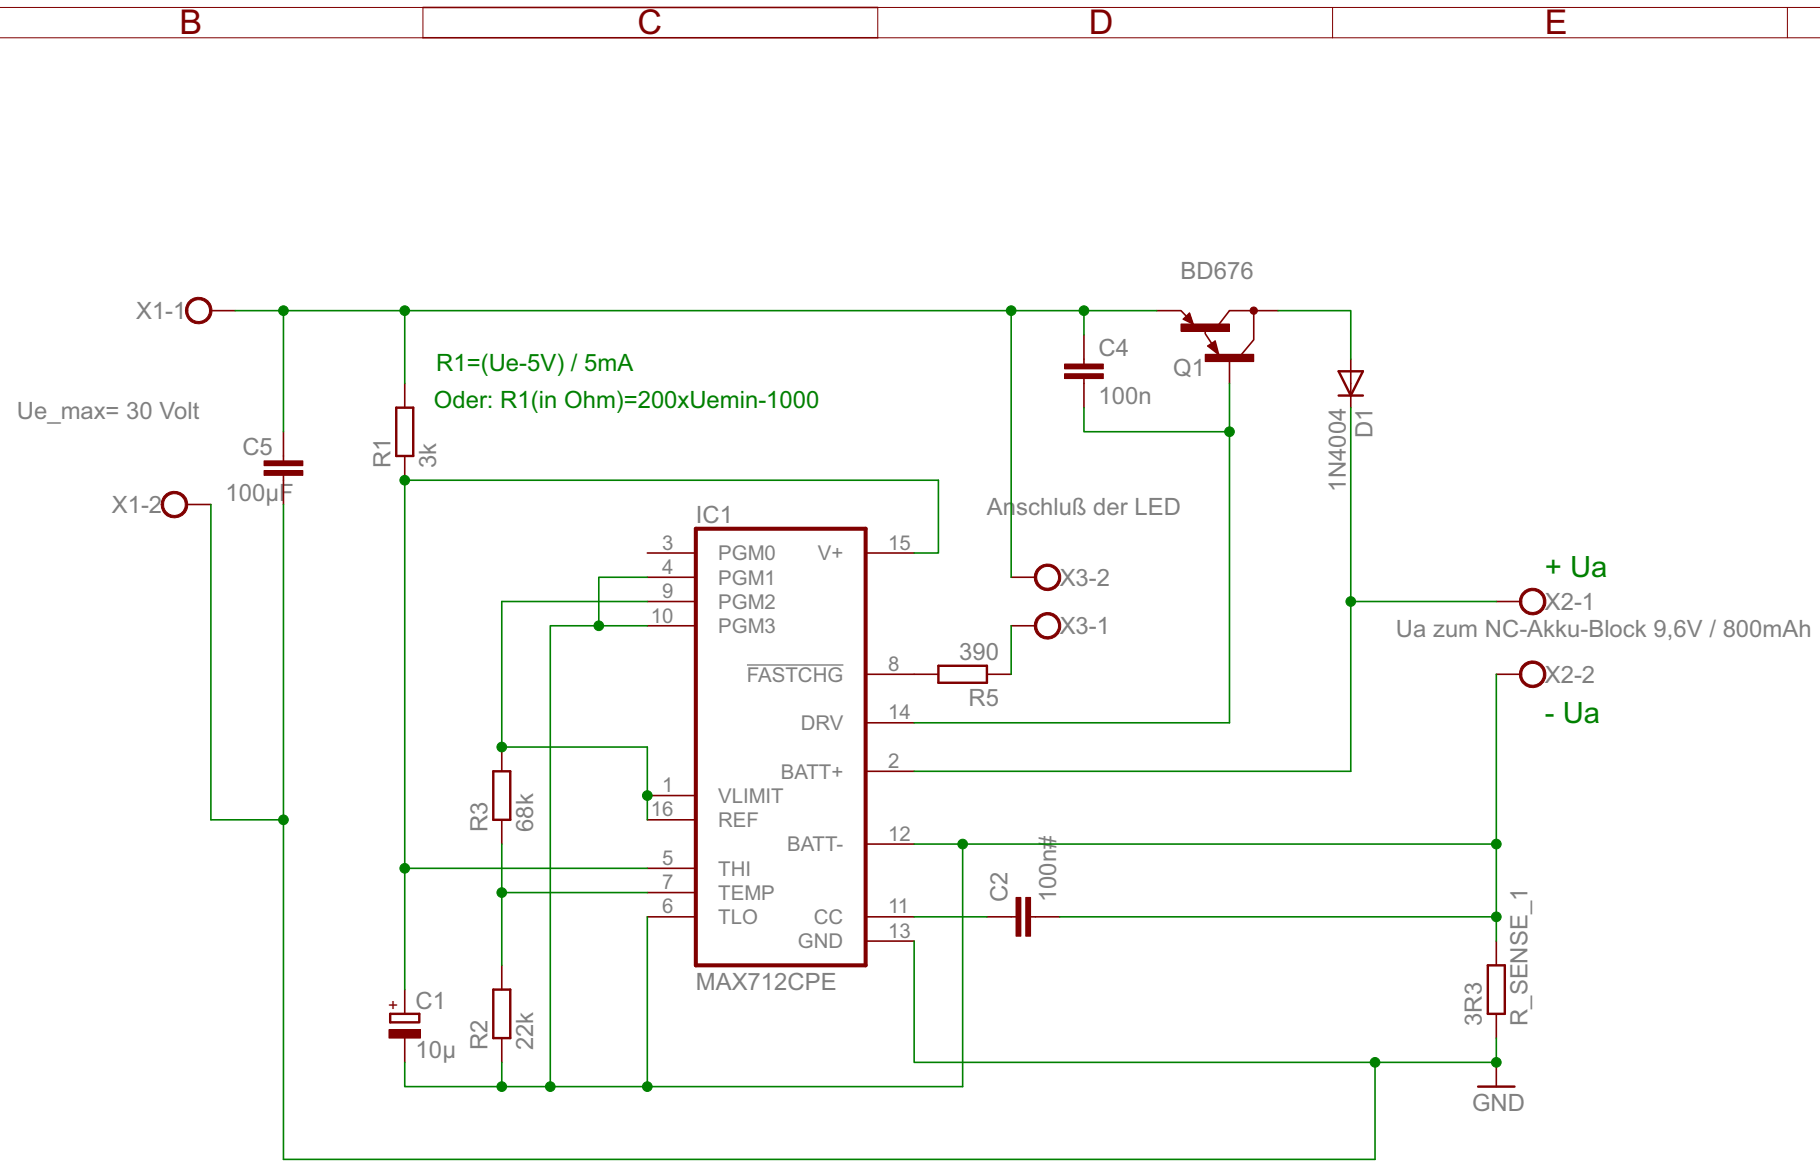 B
C
D
E
BD676
X1-1
R1=(Ue-5V) / 5mA
Oder: R1(in Ohm)=200xUemin-1000
C4
100n
Q1
1N4004
D1
Ue_max= 30 Volt
C5
100µF
R1
3k
X1-2
Anschluß der LED
IC1
3
PGM0
V+
15
4
PGM1
9
PGM2
10
PGM3
X3-2
X3-1
+ Ua
X2-1
Ua zum NC-Akku-Block 9,6V / 800mAh
X2-2
- Ua
FASTCHG
8
390
R5
DRV
14
BATT+
2
R3
68k
1
VLIMIT
16
REF
BATT-
12
5
THI
7
TEMP
6
TLO
CC
11
GND
13
C2
100n#
MAX712CPE
+
C1
10µ
R2
22k
3R3
R_SENSE_1
GND